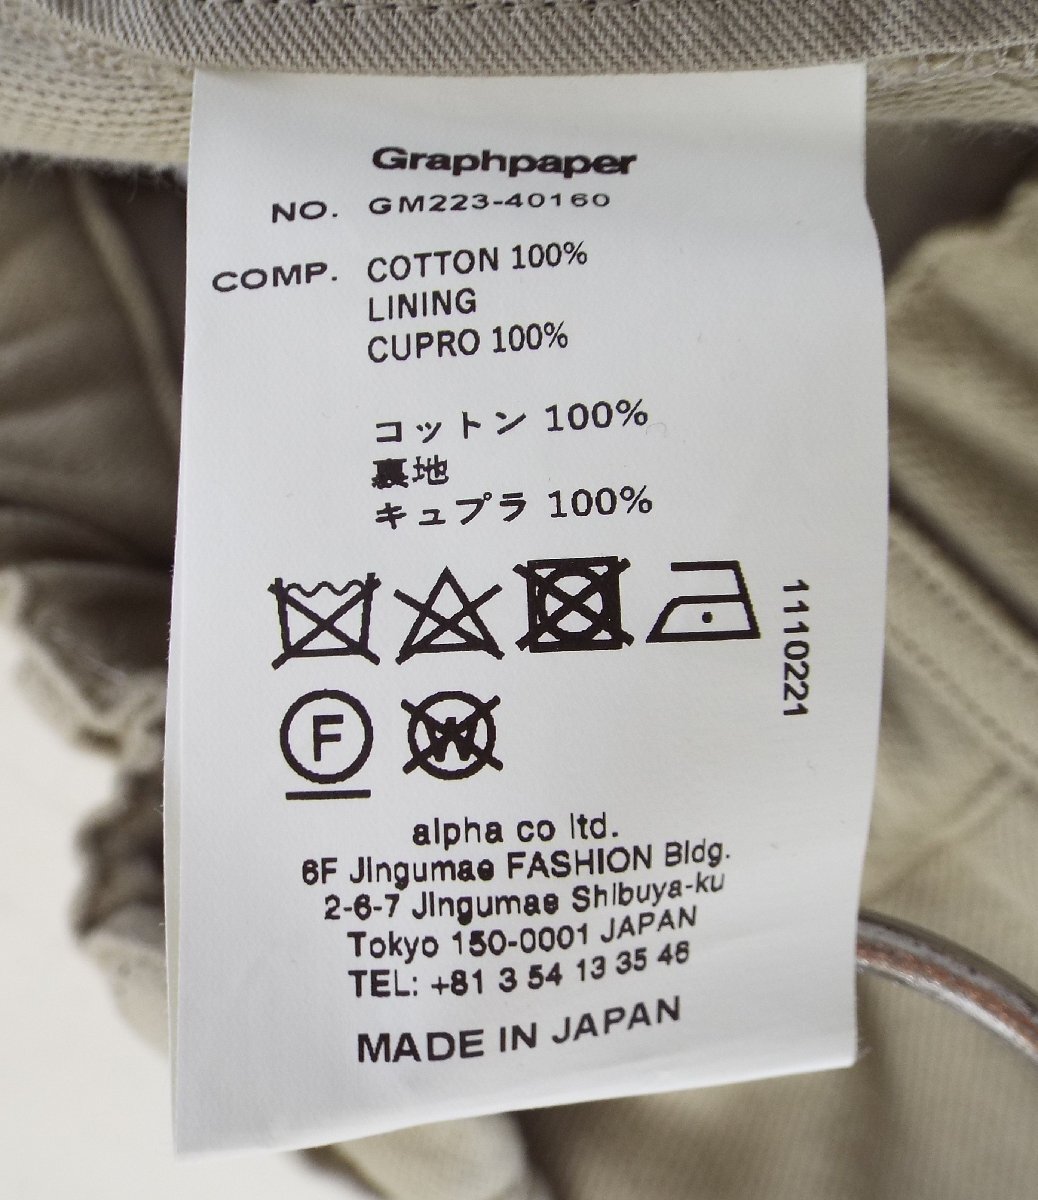 Graphpaper
NO. GM223-40160
COMP. COTTON 100%
LINING
CUPRO 100%
コットン 100%
裏地
キュプラ 100%
1110221
F W
alpha co ltd.
6F Jingumae FASHION Bldg.
2-6-7 Jingumae Shibuya-ku
Tokyo 150-0001 JAPAN
TEL: +81 3 54 13 35 46
MADE IN JAPAN